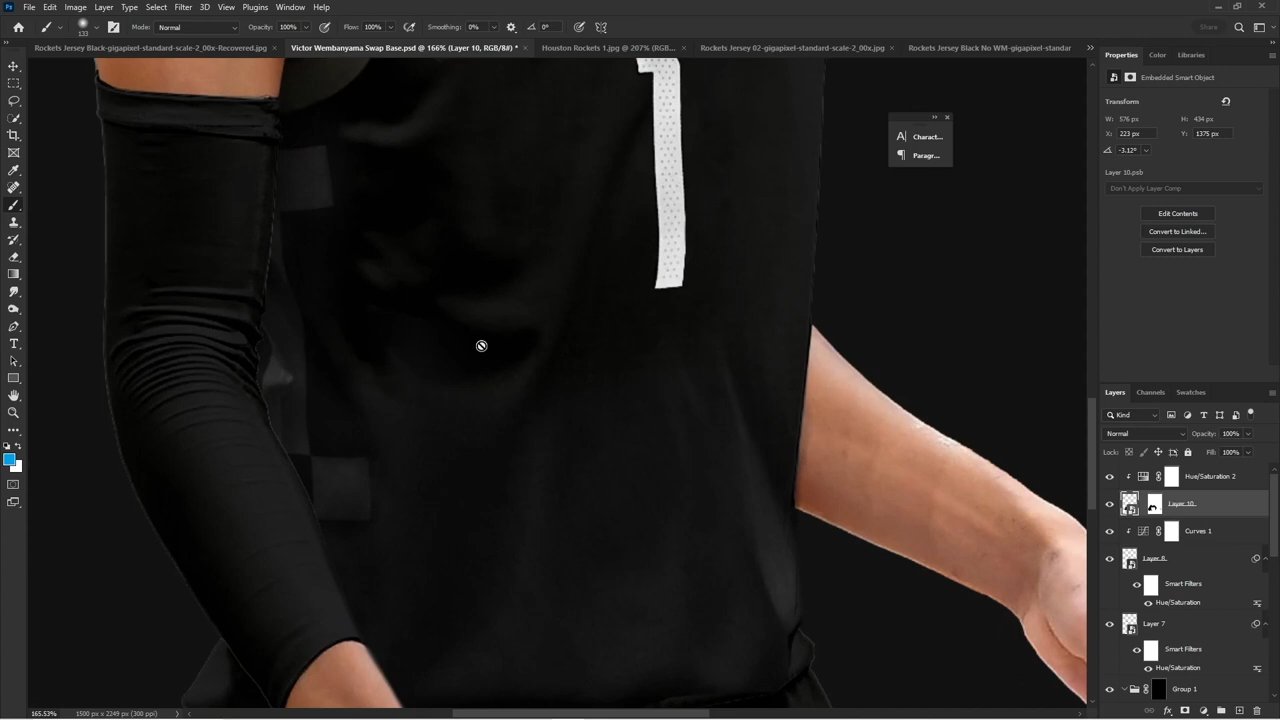 Ps File Edit Image Layer Type Select Filter 3D View Plugins Window Help
133 Mode: Normal Opacity: 100% Flow: 100% Smoothing: 0% 0° Share
Rockets Jersey Black-gigapixel-standard-scale-2_00x-Recovered.jpg × Victor Wembanyama Swap Base.psd @ 166% (Layer 10, RGB/8#) * × Houston Rockets 1.jpg @ 207% (RGB... × Rockets Jersey 02-gigapixel-standard-scale-2_00x.jpg × Rockets Jersey Black No WM-gigapixel-standar
Properties Color Libraries
Embedded Smart Object
Transform
W: 576 px H: 434 px
X: 223 px Y: 1375 px
-3.12°
Layer 10.psb
Don't Apply Layer Comp
Edit Contents
Convert to Linked...
Convert to Layers
Charact...
Paragr...
Layers Channels Swatches
Kind
Normal Opacity: 100%
Lock: Fill: 100%
Hue/Saturation 2
Layer 10
Curves 1
Layer 8
Smart Filters
Hue/Saturation
Layer 7
Smart Filters
Hue/Saturation
Group 1
165.53% 1500 px x 2249 px (300 ppi)